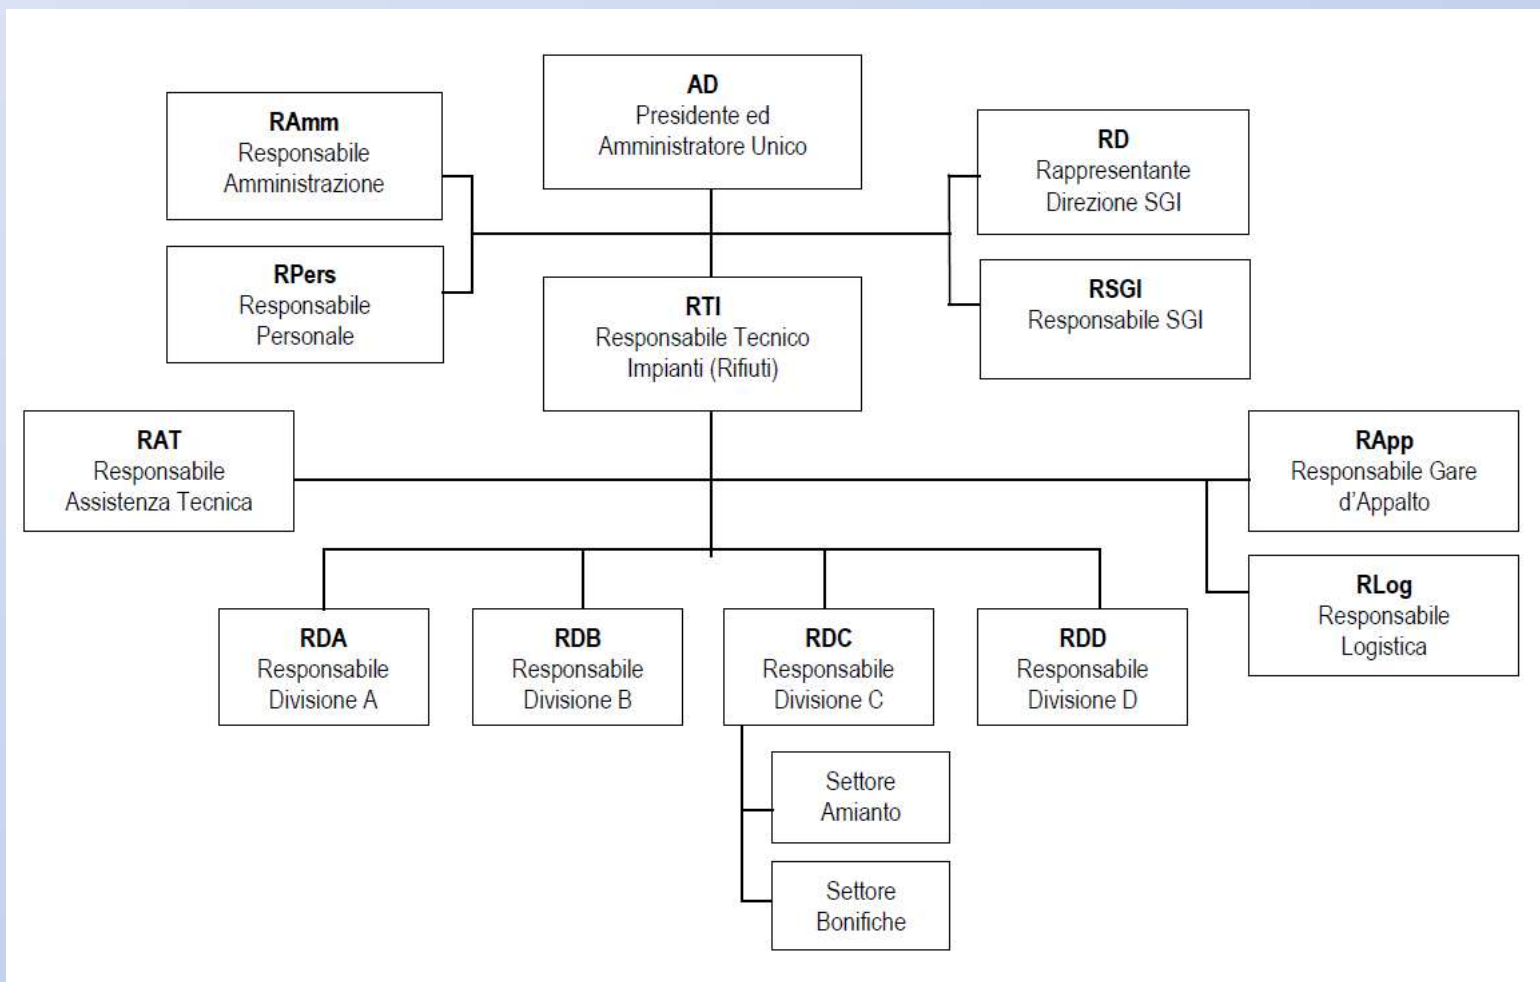 AD
Presidente ed
Amministratore Unico
RAmm
Responsabile
Amministrazione
RD
Rappresentante
Direzione SGI
RPers
Responsabile
Personale
RTI
Responsabile Tecnico
Impianti (Rifiuti)
RSGI
Responsabile SGI
RAT
Responsabile
Assistenza Tecnica
RApp
Responsabile Gare
d’Appalto
RLog
Responsabile
Logistica
RDA
Responsabile
Divisione A
RDB
Responsabile
Divisione B
RDC
Responsabile
Divisione C
RDD
Responsabile
Divisione D
Settore
Amianto
Settore
Bonifiche